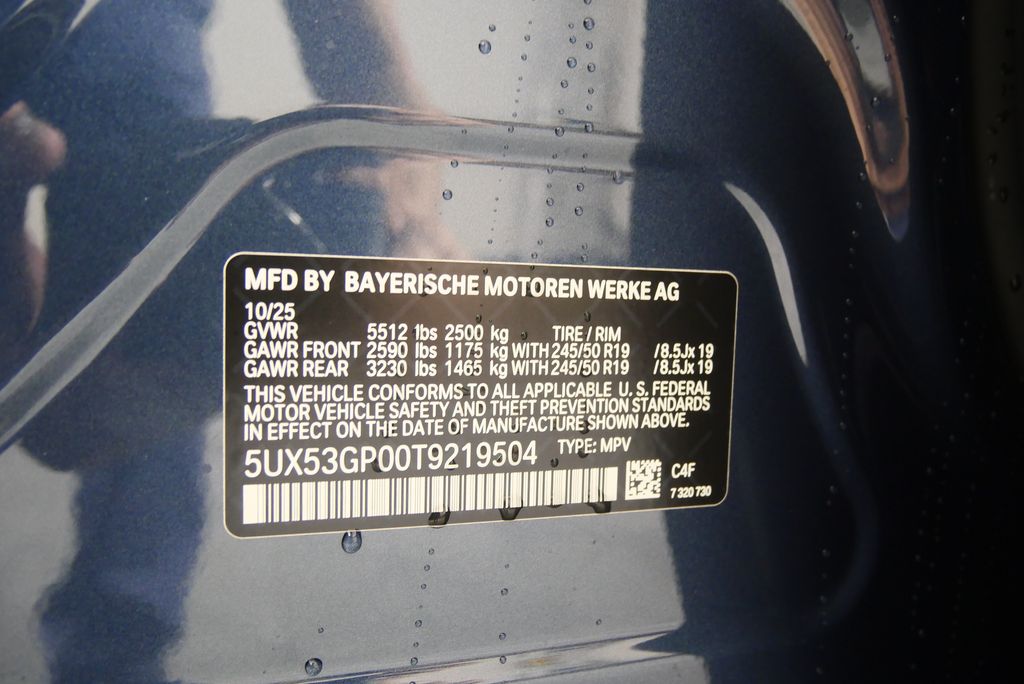 MFD BY BAYERISCHE MOTOREN WERKE AG
10/25
GVWR 5512 lbs 2500 kg TIRE / RIM
GAWR FRONT 2590 lbs 1175 kg WITH 245/50 R19 /8.5Jx 19
GAWR REAR 3230 lbs 1465 kg WITH 245/50 R19 /8.5Jx 19
THIS VEHICLE CONFORMS TO ALL APPLICABLE U. S. FEDERAL
MOTOR VEHICLE SAFETY AND THEFT PREVENTION STANDARDS
IN EFFECT ON THE DATE OF MANUFACTURE SHOWN ABOVE.
5UX53GP00T9219504 TYPE: MPV
C4F
7 320 730